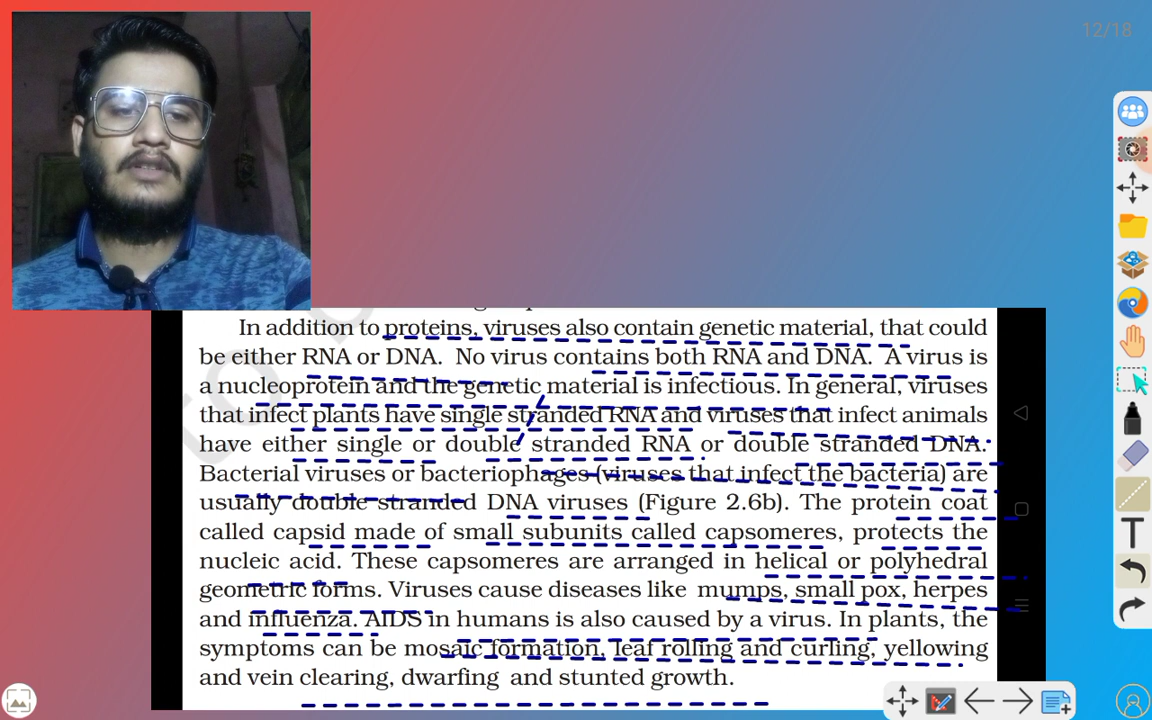 12/18
In addition to proteins, viruses also contain genetic material, that could
be either RNA or DNA. No virus contains both RNA and DNA. A virus is
a nucleoprotein and the genetic material is infectious. In general, viruses
that infect plants have single stranded RNA and viruses that infect animals
have either single or double stranded RNA or double stranded DNA.
Bacterial viruses or bacteriophages (viruses that infect the bacteria) are
usually double stranded DNA viruses (Figure 2.6b). The protein coat
called capsid made of small subunits called capsomeres, protects the
nucleic acid. These capsomeres are arranged in helical or polyhedral
geometric forms. Viruses cause diseases like mumps, small pox, herpes
and influenza. AIDS in humans is also caused by a virus. In plants, the
symptoms can be mosaic formation, leaf rolling and curling, yellowing
and vein clearing, dwarfing and stunted growth.